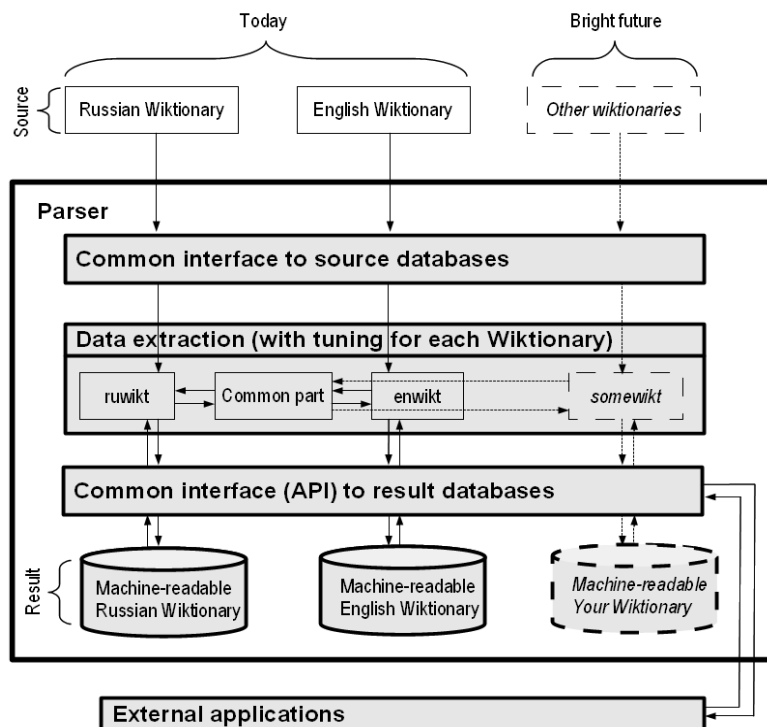 Today
Bright future
Source
Russian Wiktionary
English Wiktionary
Other wiktionaries
Parser
Common interface to source databases
Data extraction (with tuning for each Wiktionary)
ruwikt
Common part
enwikt
somewikt
Common interface (API) to result databases
Result
Machine-readable
Russian Wiktionary
Machine-readable
English Wiktionary
Machine-readable
Your Wiktionary
External applications